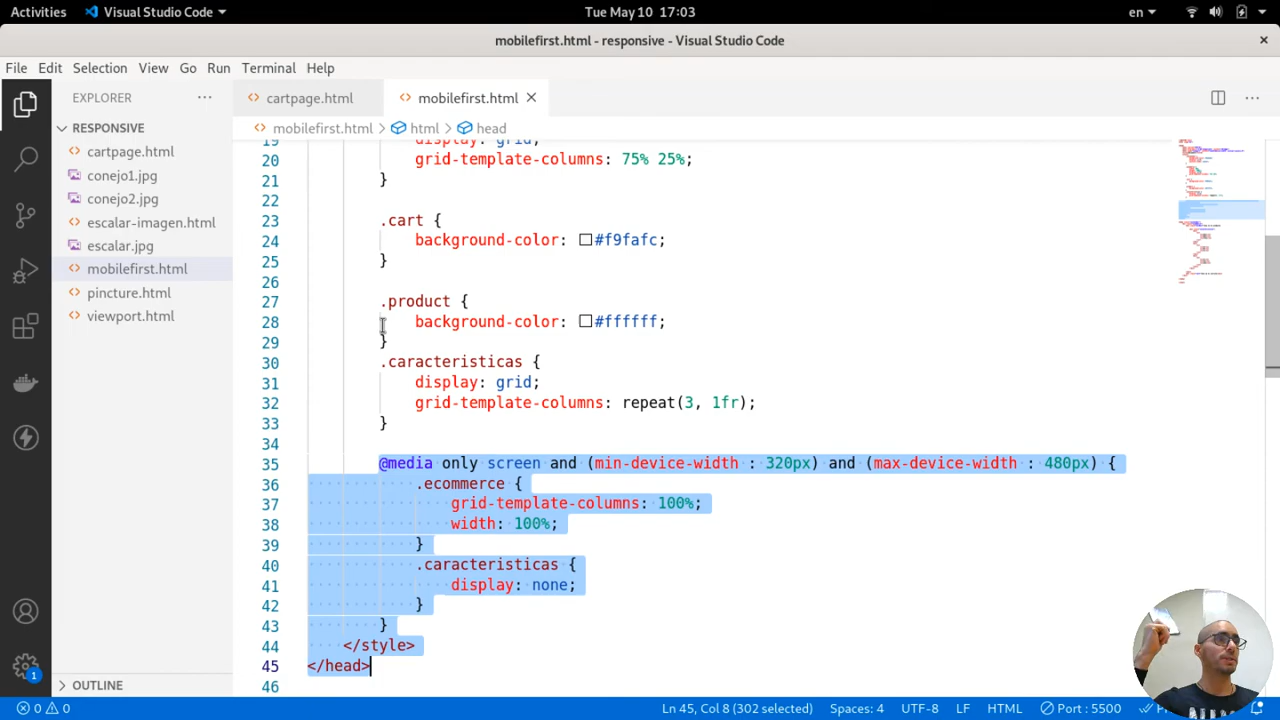 Activities Visual Studio Code Tue May 10 17:03 en
mobilefirst.html - responsive - Visual Studio Code
File Edit Selection View Go Run Terminal Help
EXPLORER
cartpage.html
mobilefirst.html
RESPONSIVE
mobilefirst.html > html > head
cartpage.html
conejo1.jpg
conejo2.jpg
escalar-imagen.html
escalar.jpg
mobilefirst.html
pincture.html
viewport.html
OUTLINE
19 display: grid;
20 grid-template-columns: 75% 25%;
21 }
22
23 .cart {
24 background-color: #f9fafc;
25 }
26
27 .product {
28 background-color: #ffffff;
29 }
30 .caracteristicas {
31 display: grid;
32 grid-template-columns: repeat(3, 1fr);
33 }
34
35 @media only screen and (min-device-width : 320px) and (max-device-width : 480px) {
36 .ecommerce {
37 grid-template-columns: 100%;
38 width: 100%;
39 }
40 .caracteristicas {
41 display: none;
42 }
43 }
44 </style>
45 </head>
46
1
0 0 Ln 45, Col 8 (302 selected) Spaces: 4 UTF-8 LF HTML Port : 5500